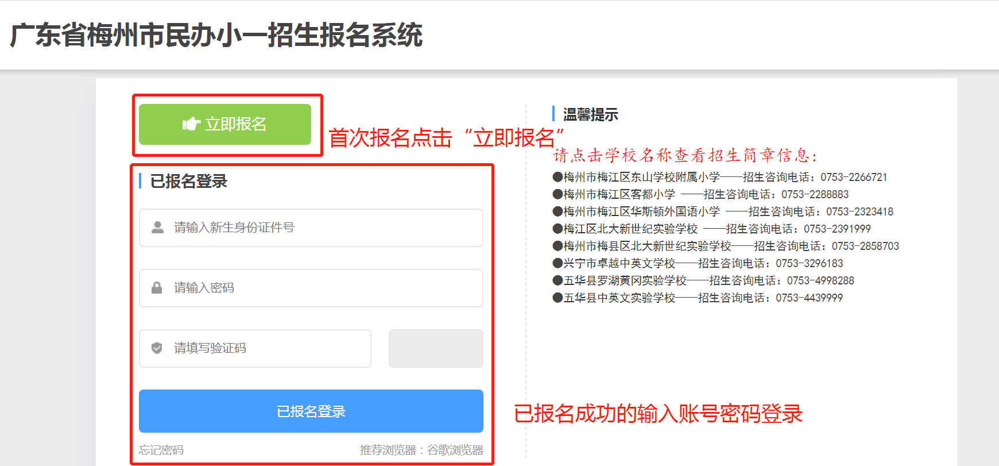 广东省梅州市民办小一招生报名系统
立即报名
首次报名点击“立即报名”
已报名登录
请输入新生身份证件号
请输入密码
请填写验证码
已报名登录
忘记密码
推荐浏览器：谷歌浏览器
已报名成功的输入账号密码登录
温馨提示
请点击学校名称查看招生简章信息：
●梅州市梅江区东山学校附属小学——招生咨询电话：0753-2266721
●梅州市梅江区客都小学 ——招生咨询电话：0753-2288883
●梅州市梅江区华斯顿外国语小学 ——招生咨询电话：0753-2323418
●梅江区北大新世纪实验学校 ——招生咨询电话：0753-2391999
●梅州市梅县区北大新世纪实验学校——招生咨询电话：0753-2858703
●兴宁市卓越中英文学校——招生咨询电话：0753-3296183
●五华县罗湖黄冈实验学校——招生咨询电话：0753-4998288
●五华县中英文实验学校——招生咨询电话：0753-4439999